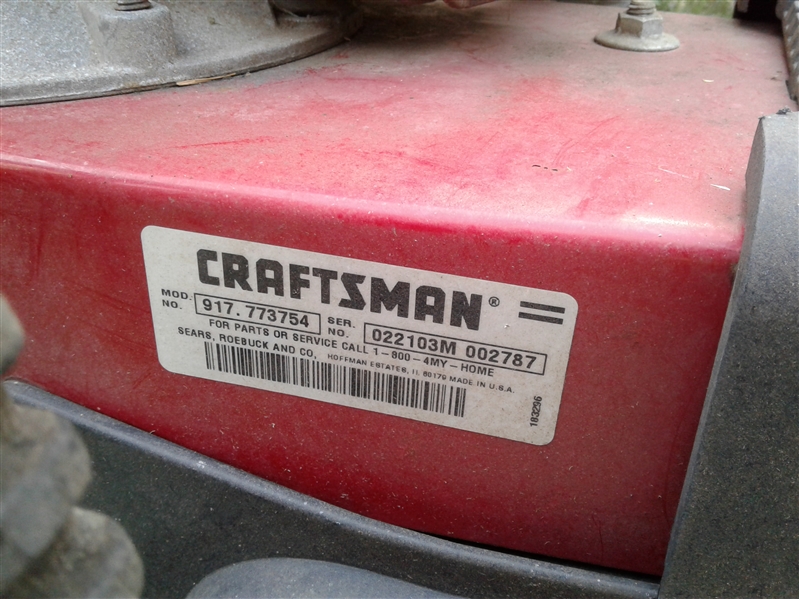 CRAFTSMAN®
MOD. NO. 917.773754 SER. NO. 022103M 002787
FOR PARTS OR SERVICE CALL 1-800-4MY-HOME
SEARS, ROEBUCK AND CO. HOFFMAN ESTATES, IL 60179 MADE IN U.S.A.
183296